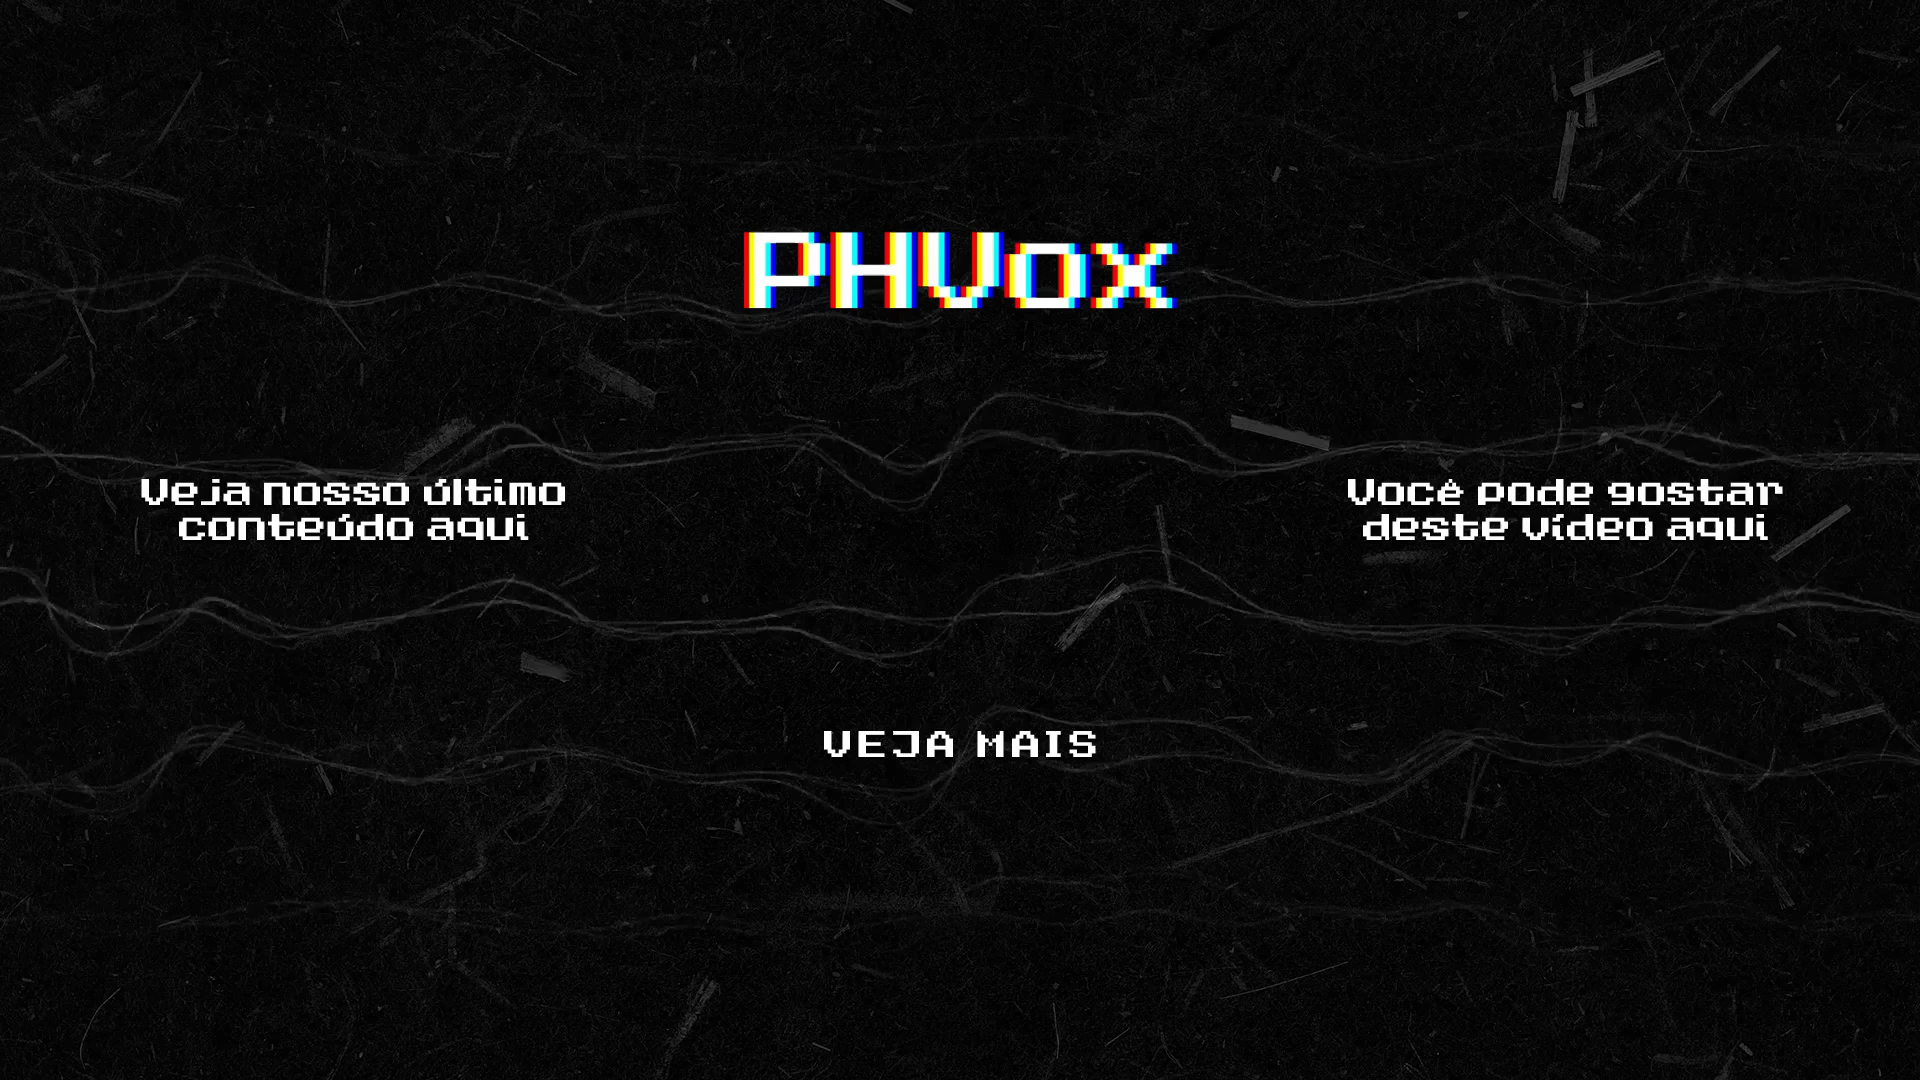 PHVox
Veja nosso último
conteúdo aqui
Você pode gostar
deste vídeo aqui
VEJA MAIS